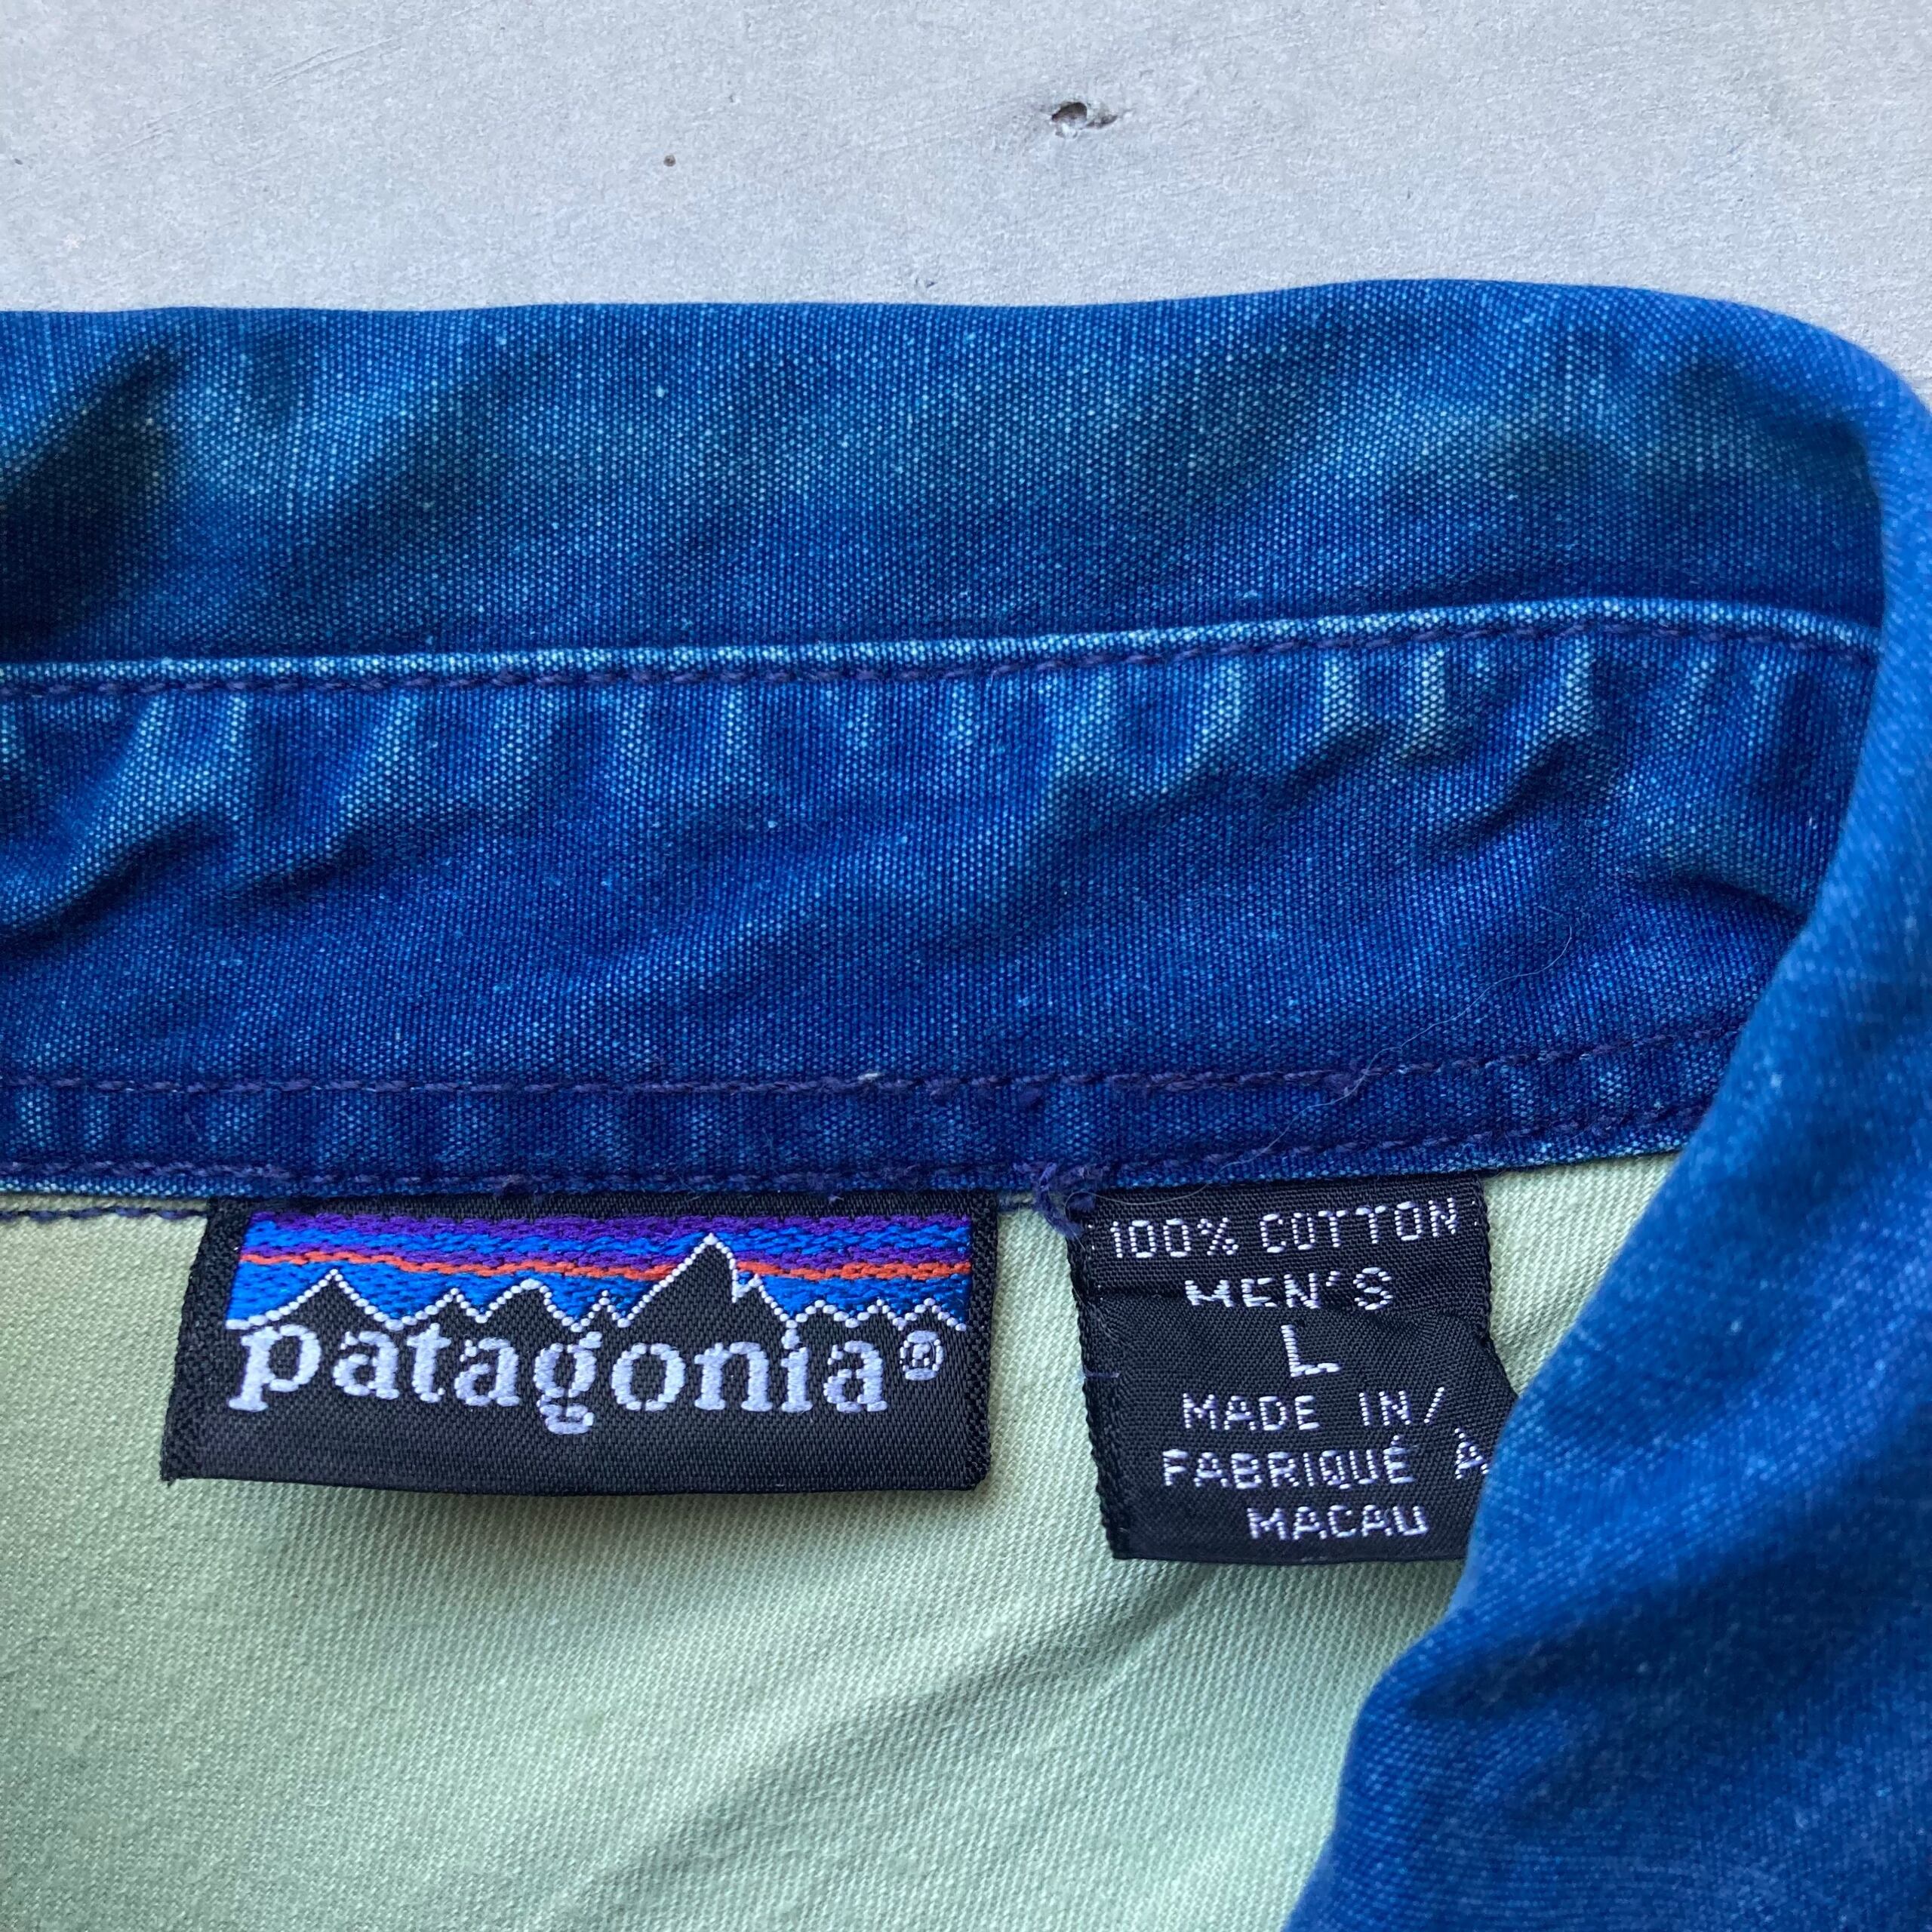 patagonia®
100% COTTON
MEN'S
L
MADE IN/
FABRIQUÉ À
MACAU